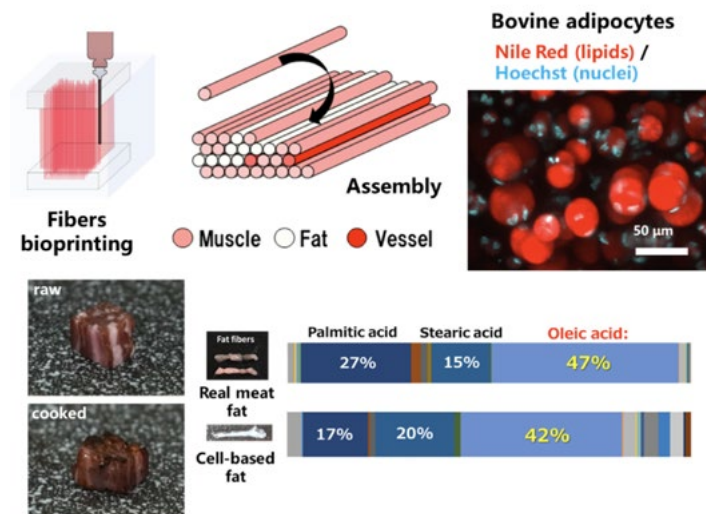 Bovine adipocytes
Nile Red (lipids) /
Hoechst (nuclei)
50 µm
Assembly
Fibers
bioprinting
Muscle
Fat
Vessel
raw
cooked
Fat fibers
Real meat
fat
Palmitic acid
Stearic acid
Oleic acid:
27%
15%
47%
Cell-based
fat
17%
20%
42%